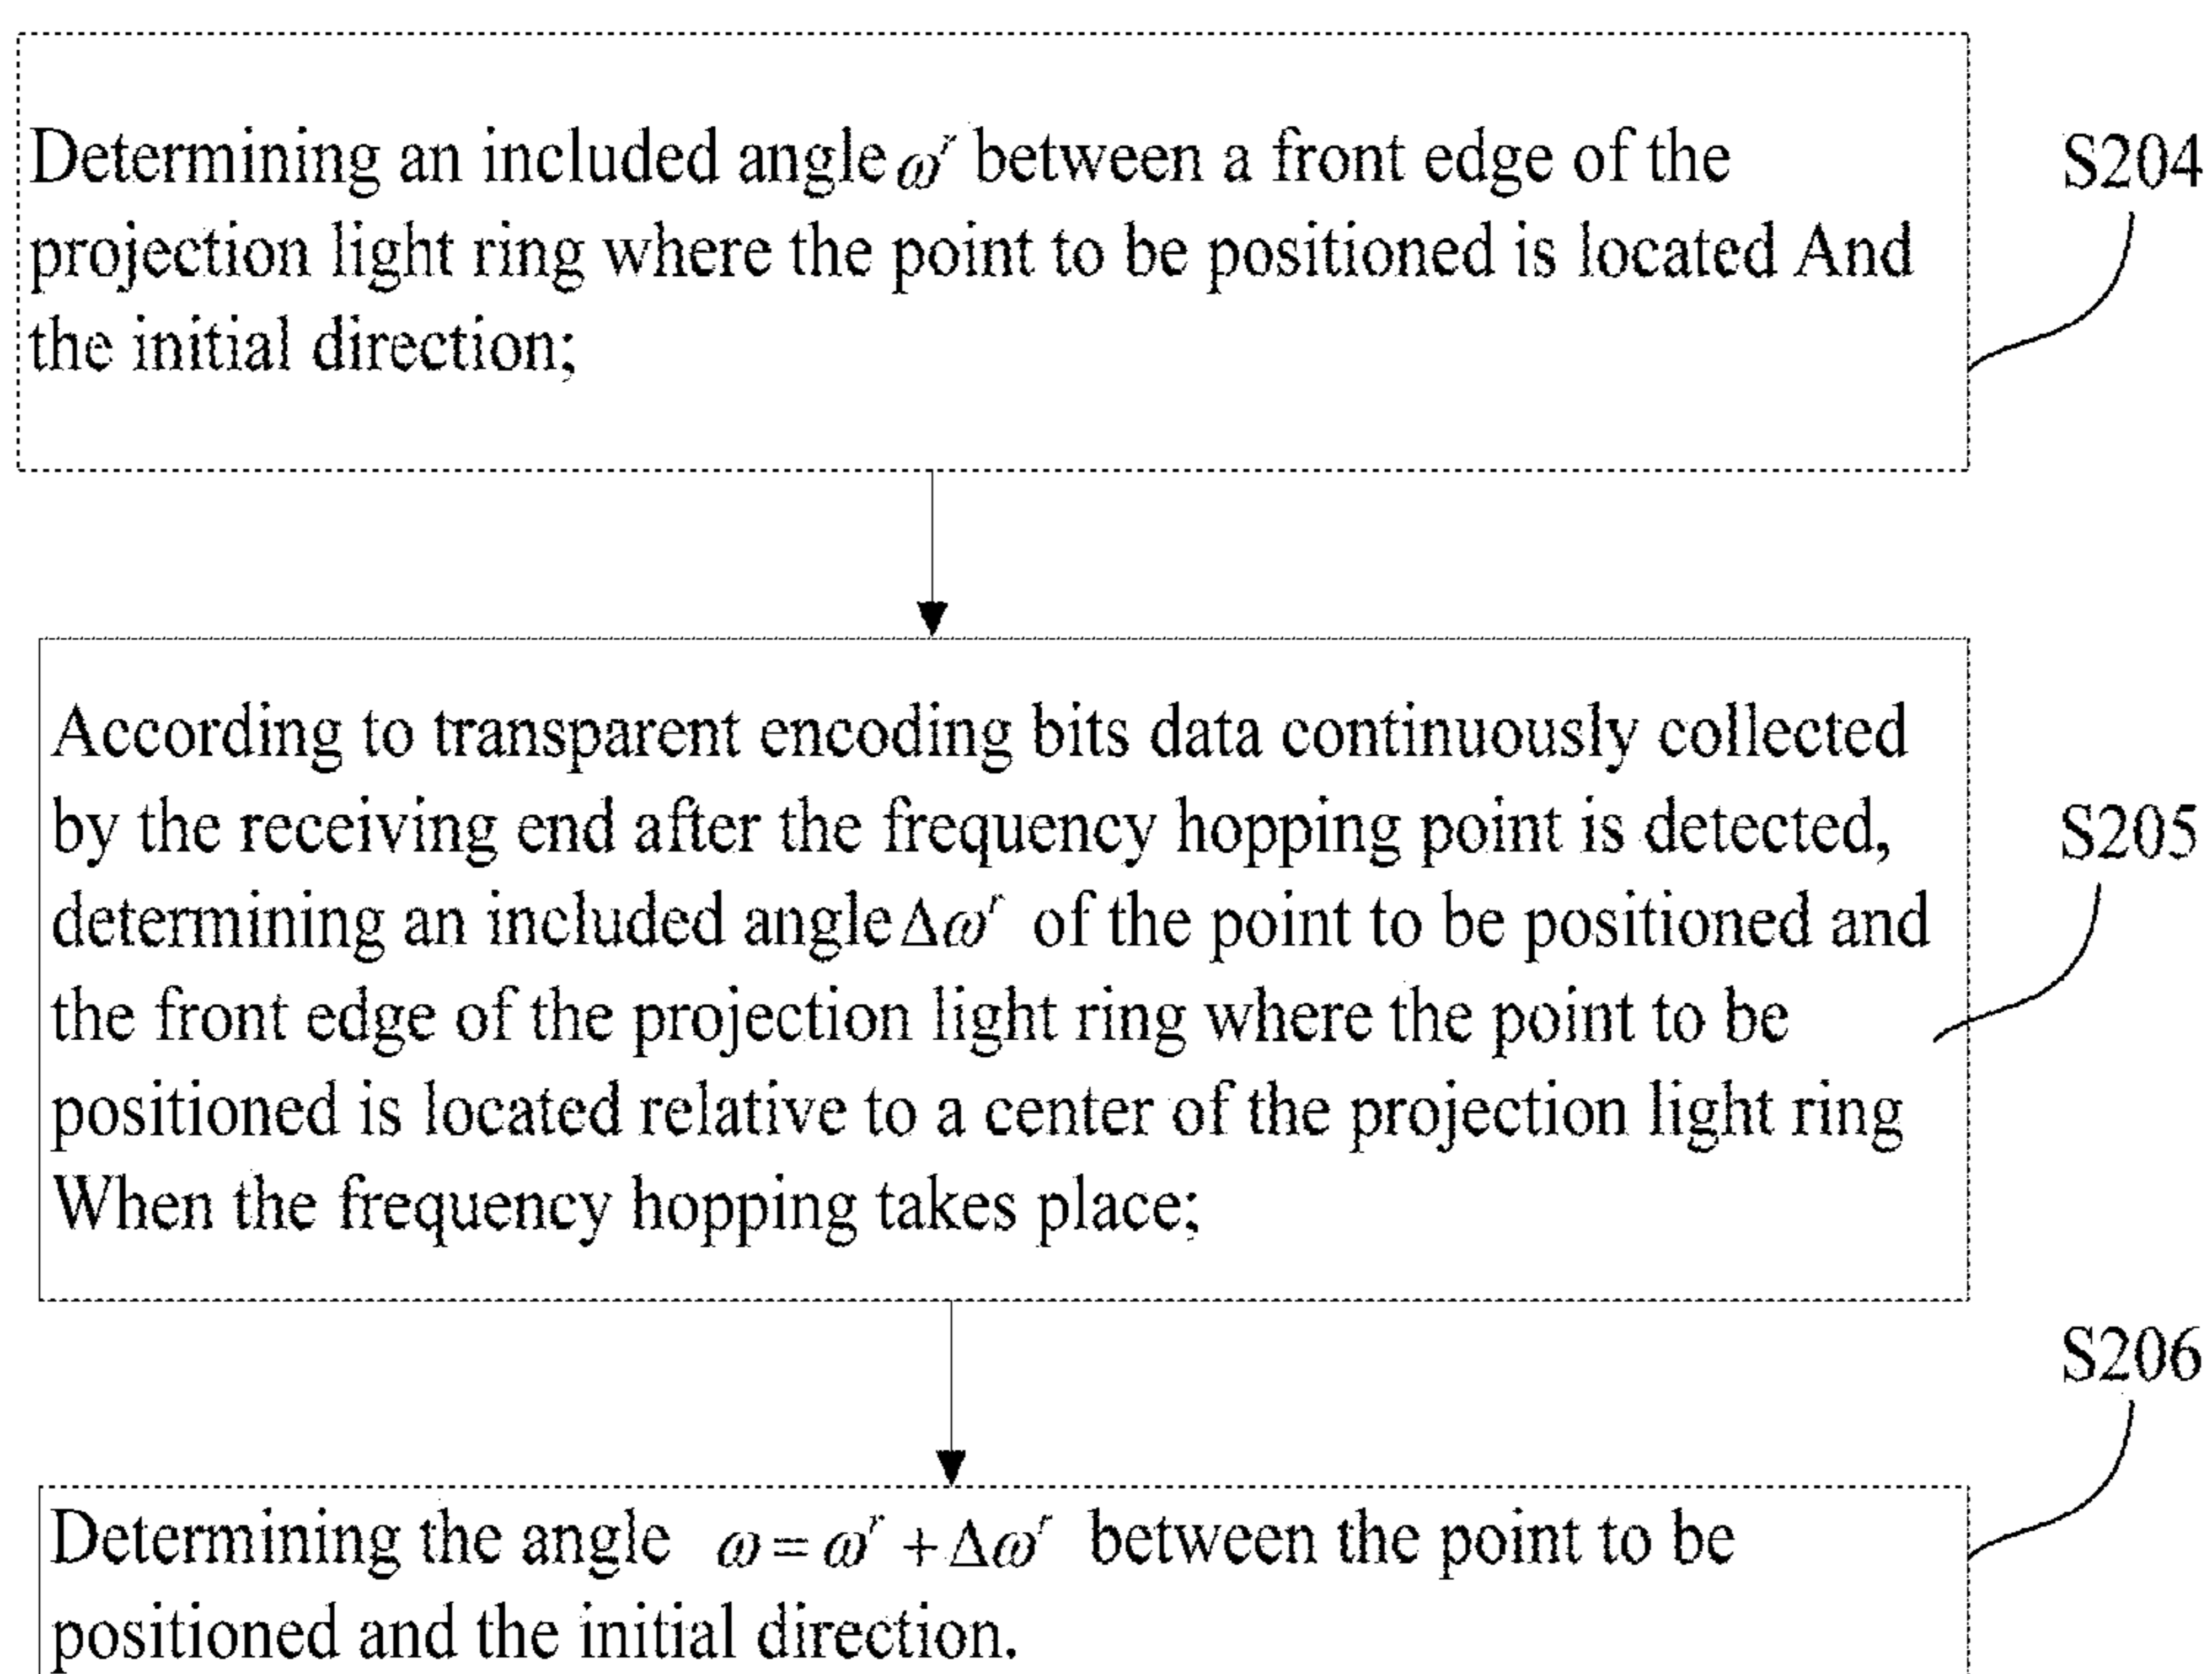 Determining an included angle ωʳ between a front edge of the
projection light ring where the point to be positioned is located And
the initial direction;
S204
According to transparent encoding bits data continuously collected
by the receiving end after the frequency hopping point is detected,
determining an included angle Δωʳ of the point to be positioned and
the front edge of the projection light ring where the point to be
positioned is located relative to a center of the projection light ring
When the frequency hopping takes place;
S205
Determining the angle ω = ωʳ + Δωʳ between the point to be
positioned and the initial direction.
S206